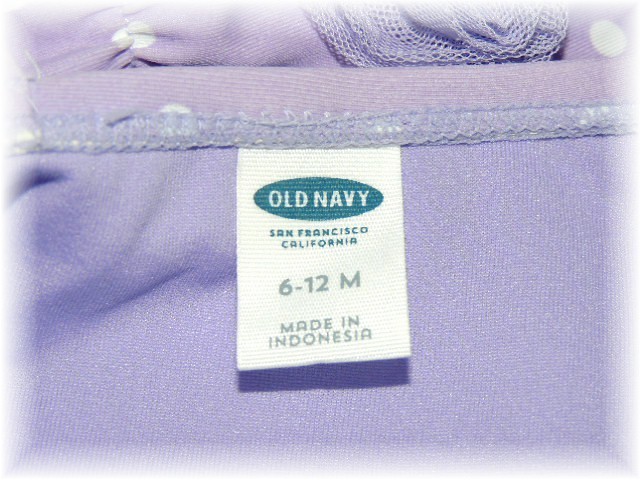 OLD NAVY
SAN FRANCISCO
CALIFORNIA
6-12 M
MADE IN
INDONESIA